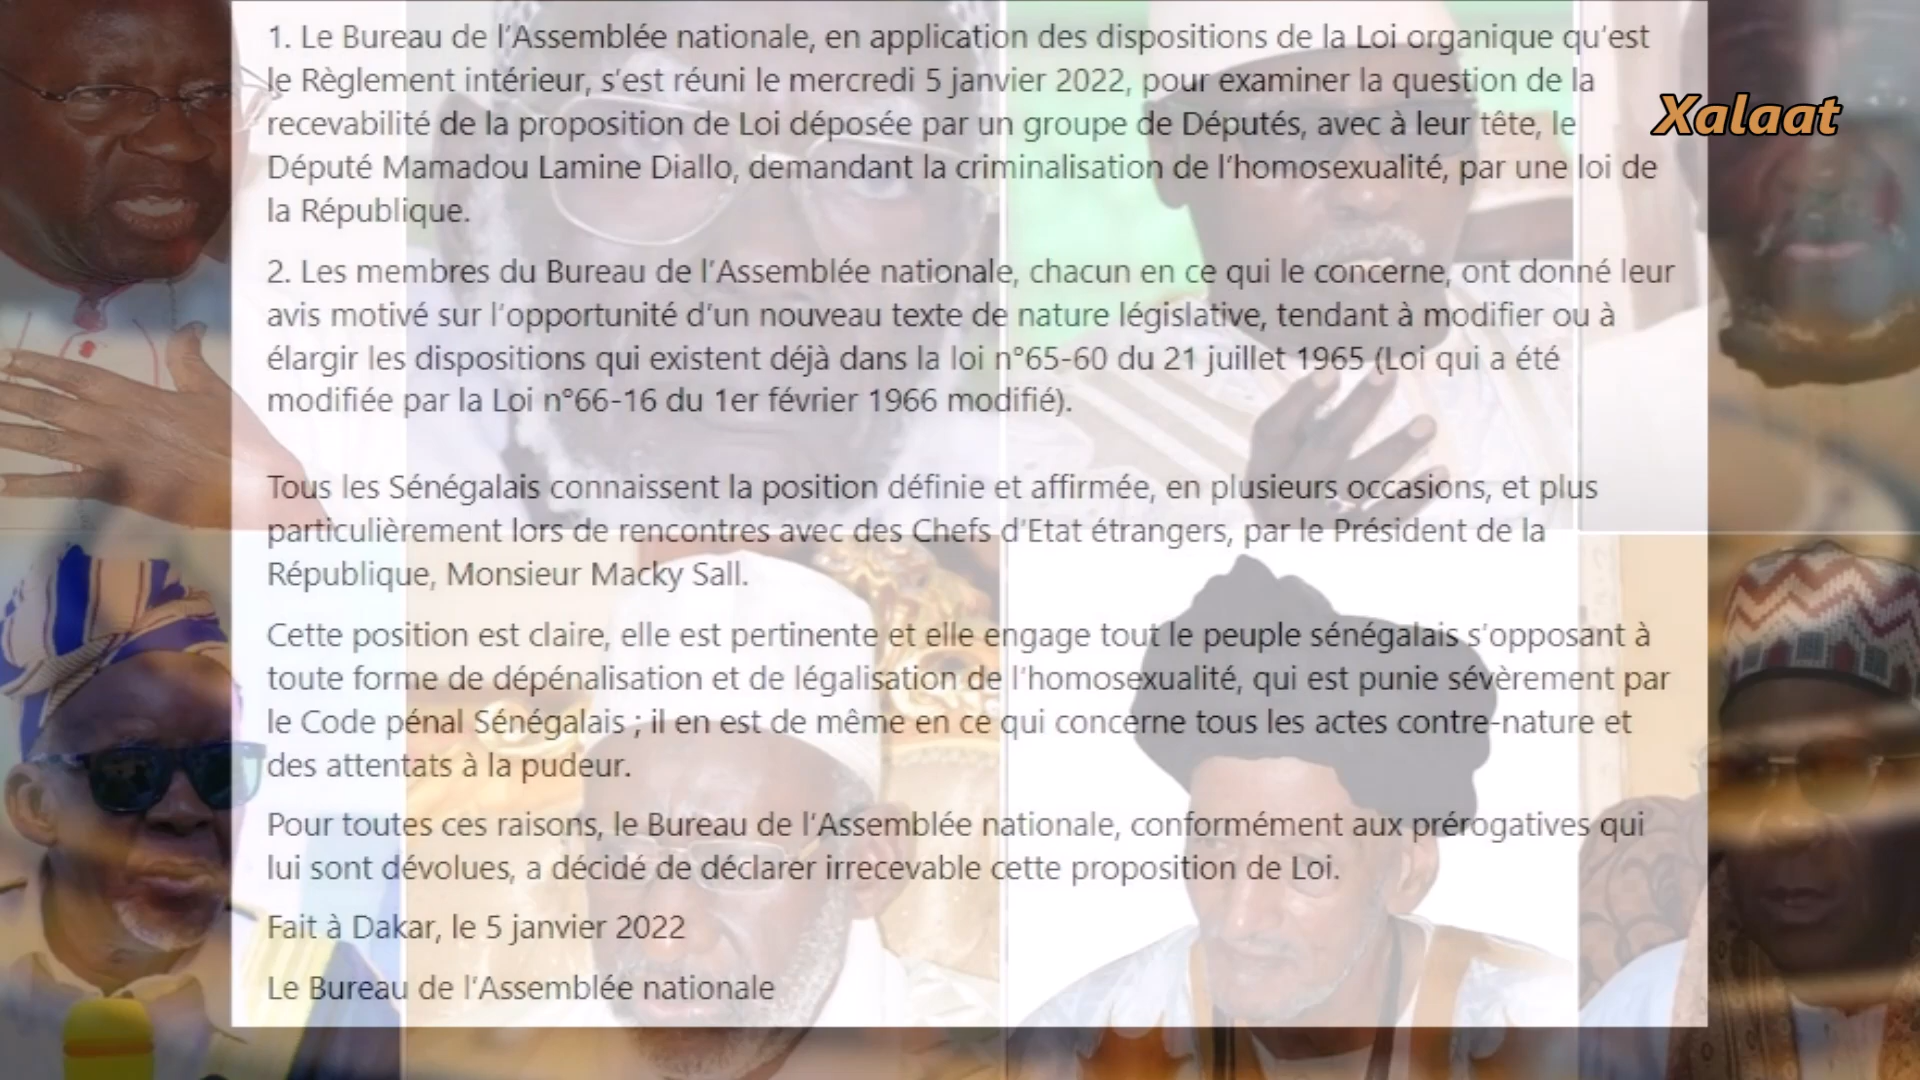 1. Le Bureau de l’Assemblée nationale, en application des dispositions de la Loi organique qu’est
le Règlement intérieur, s’est réuni le mercredi 5 janvier 2022, pour examiner la question de la
recevabilité de la proposition de Loi déposée par un groupe de Députés, avec à leur tête, le
Député Mamadou Lamine Diallo, demandant la criminalisation de l’homosexualité, par une loi de
la République.
Xalaat
2. Les membres du Bureau de l’Assemblée nationale, chacun en ce qui le concerne, ont donné leur
avis motivé sur l’opportunité d’un nouveau texte de nature législative, tendant à modifier ou à
élargir les dispositions qui existent déjà dans la loi n°65-60 du 21 juillet 1965 (Loi qui a été
modifiée par la Loi n°66-16 du 1er février 1966 modifié).
Tous les Sénégalais connaissent la position définie et affirmée, en plusieurs occasions, et plus
particulièrement lors de rencontres avec des Chefs d’Etat étrangers, par le Président de la
République, Monsieur Macky Sall.
Cette position est claire, elle est pertinente et elle engage tout le peuple sénégalais s’opposant à
toute forme de dépénalisation et de légalisation de l’homosexualité, qui est punie sévèrement par
le Code pénal Sénégalais ; il en est de même en ce qui concerne tous les actes contre-nature et
des attentats à la pudeur.
Pour toutes ces raisons, le Bureau de l’Assemblée nationale, conformément aux prérogatives qui
lui sont dévolues, a décidé de déclarer irrecevable cette proposition de Loi.
Fait à Dakar, le 5 janvier 2022
Le Bureau de l’Assemblée nationale